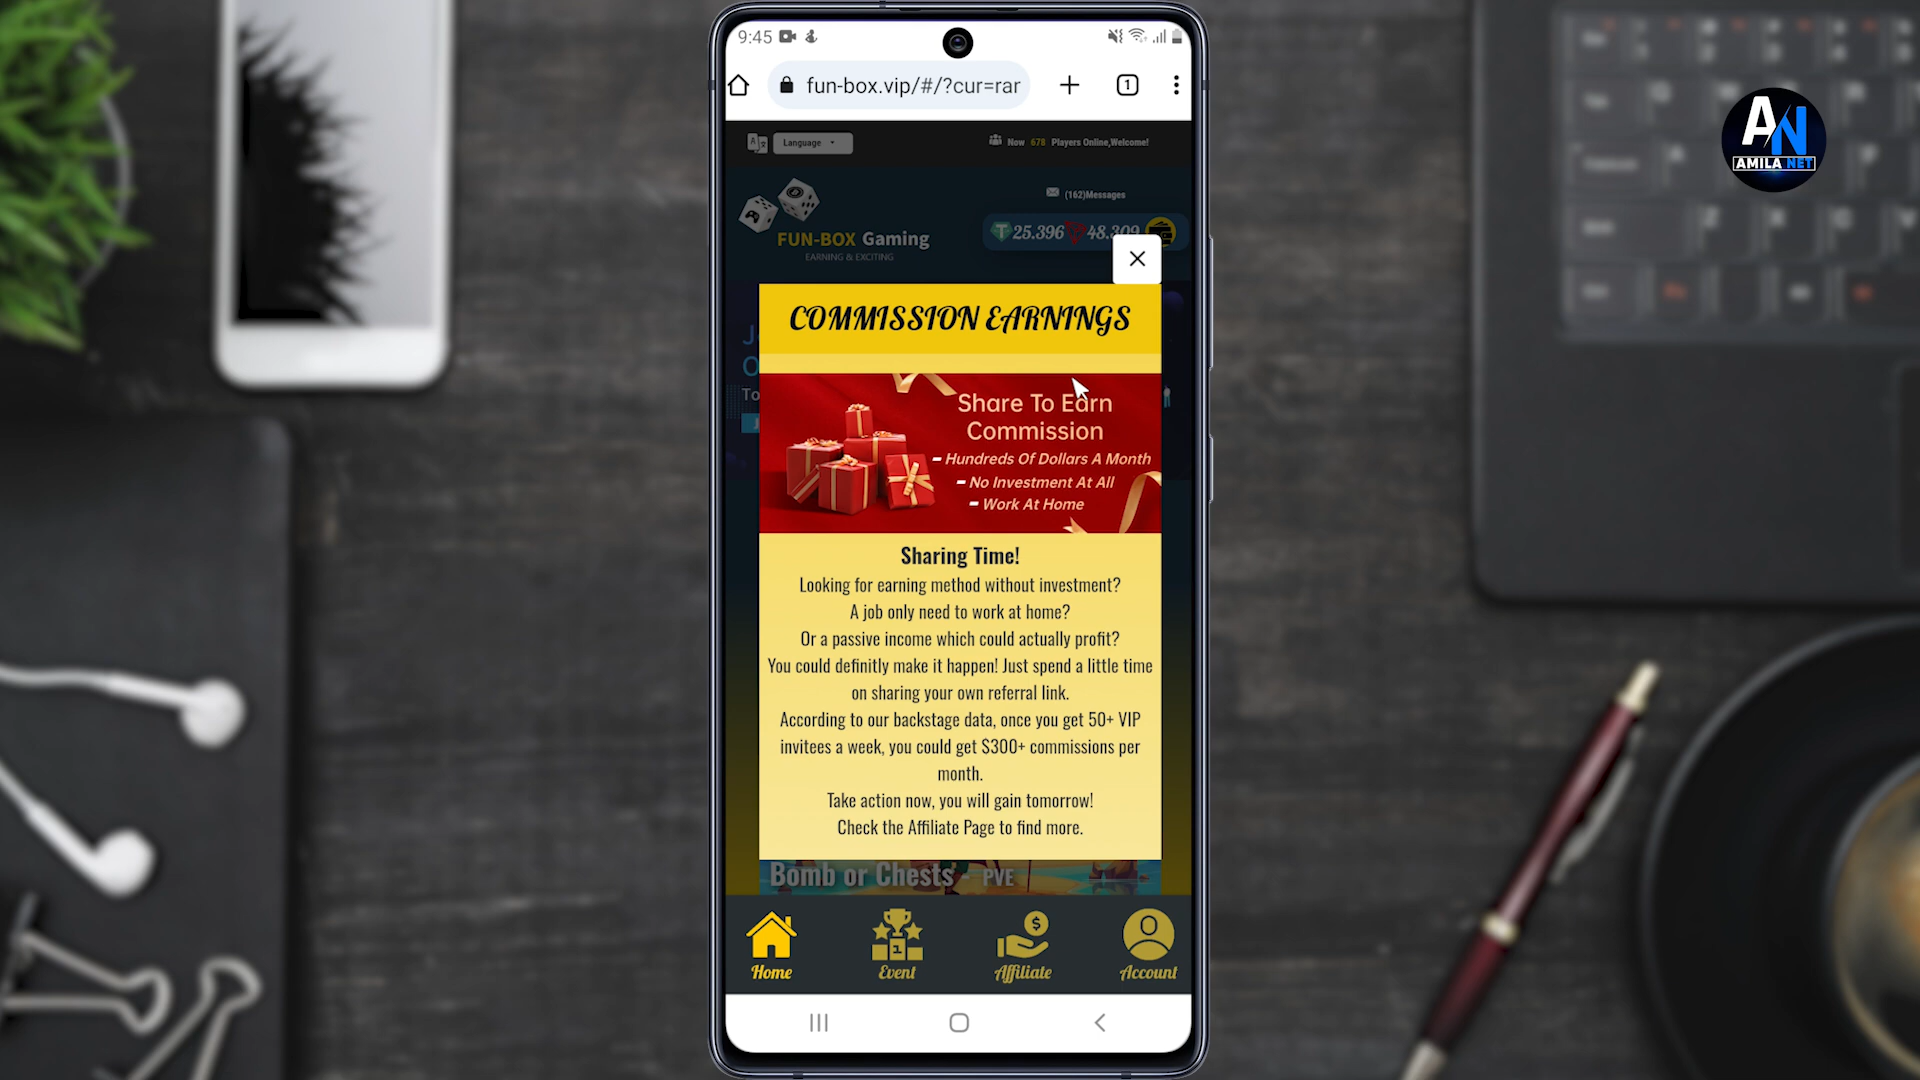 9:45
fun-box.vip/#/?cur=rar
1
Language
Now 678 Players Online,Welcome!
(162)Messages
FUN-BOX Gaming
EARNING & EXCITING
25.396 48.309
COMMISSION EARNINGS
Share To Earn
Commission
- Hundreds Of Dollars A Month
- No Investment At All
- Work At Home
Sharing Time!
Looking for earning method without investment?
A job only need to work at home?
Or a passive income which could actually profit?
You could definitly make it happen! Just spend a little time
on sharing your own referral link.
According to our backstage data, once you get 50+ VIP
invitees a week, you could get $300+ commissions per
month.
Take action now, you will gain tomorrow!
Check the Affiliate Page to find more.
Bomb or Chests - PVE
Home
Event
Affiliate
Account
AN
AMILA NET